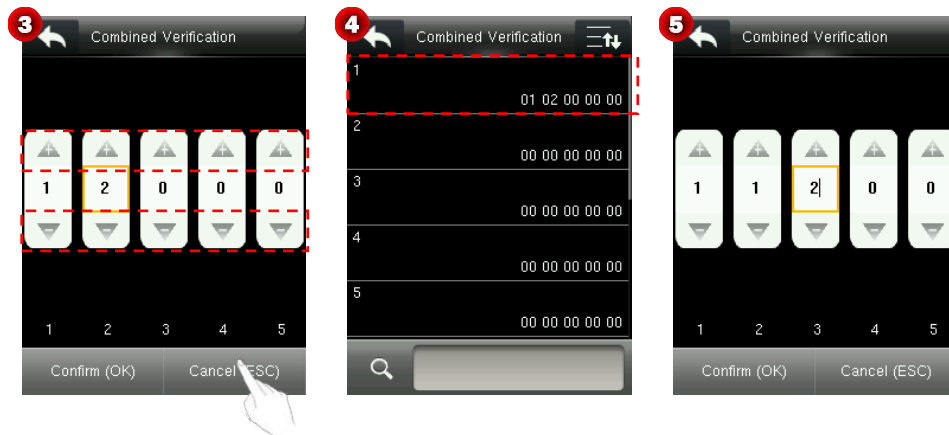 3
Combined Verification
1 2 0 0 0
1 2 3 4 5
Confirm (OK) Cancel (ESC)
4
Combined Verification
1
01 02 00 00 00
2
00 00 00 00 00
3
00 00 00 00 00
4
00 00 00 00 00
5
00 00 00 00 00
5
Combined Verification
1 1 2 0 0
1 2 3 4 5
Confirm (OK) Cancel (ESC)